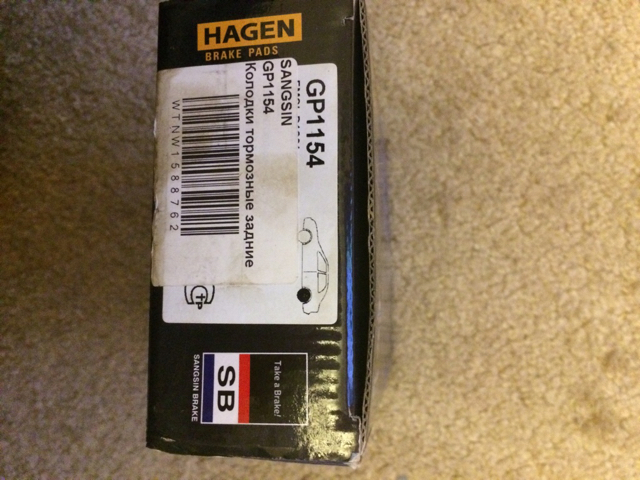 HAGEN
BRAKE PADS
GP1154
SANGSIN
GP1154
Колодки тормозные задние
WTNW1588762
Take a Brake!
SB
SANGSIN BRAKE